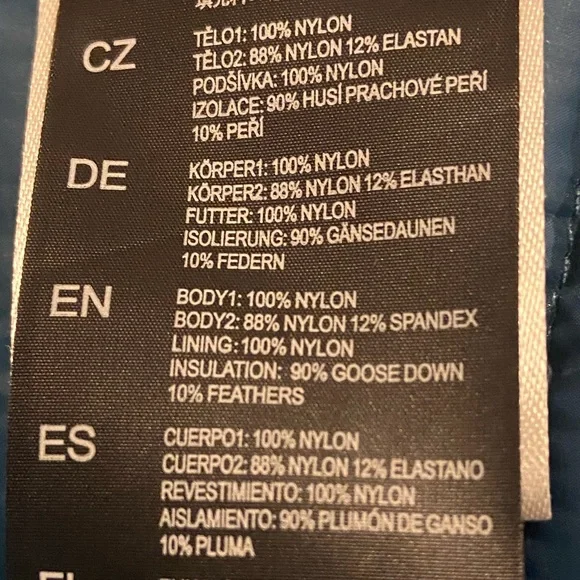 CZ
TĚLO1: 100% NYLON
TĚLO2: 88% NYLON 12% ELASTAN
PODŠÍVKA: 100% NYLON
IZOLACE: 90% HUSÍ PRACHOVÉ PEŘÍ
10% PEŘÍ
DE
KÖRPER1: 100% NYLON
KÖRPER2: 88% NYLON 12% ELASTHAN
FUTTER: 100% NYLON
ISOLIERUNG: 90% GÄNSEDAUNEN
10% FEDERN
EN
BODY1: 100% NYLON
BODY2: 88% NYLON 12% SPANDEX
LINING: 100% NYLON
INSULATION: 90% GOOSE DOWN
10% FEATHERS
ES
CUERPO1: 100% NYLON
CUERPO2: 88% NYLON 12% ELASTANO
REVESTIMIENTO: 100% NYLON
AISLAMIENTO: 90% PLUMÓN DE GANSO
10% PLUMA